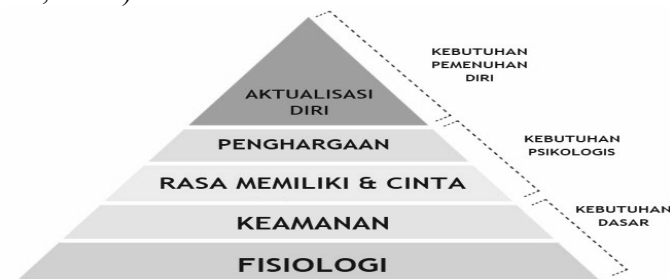 KEBUTUHAN
PEMENUHAN
DIRI
AKTUALISASI
DIRI
PENGHARGAAN
KEBUTUHAN
PSIKOLOGIS
RASA MEMILIKI & CINTA
KEAMANAN
KEBUTUHAN
DASAR
FISIOLOGI